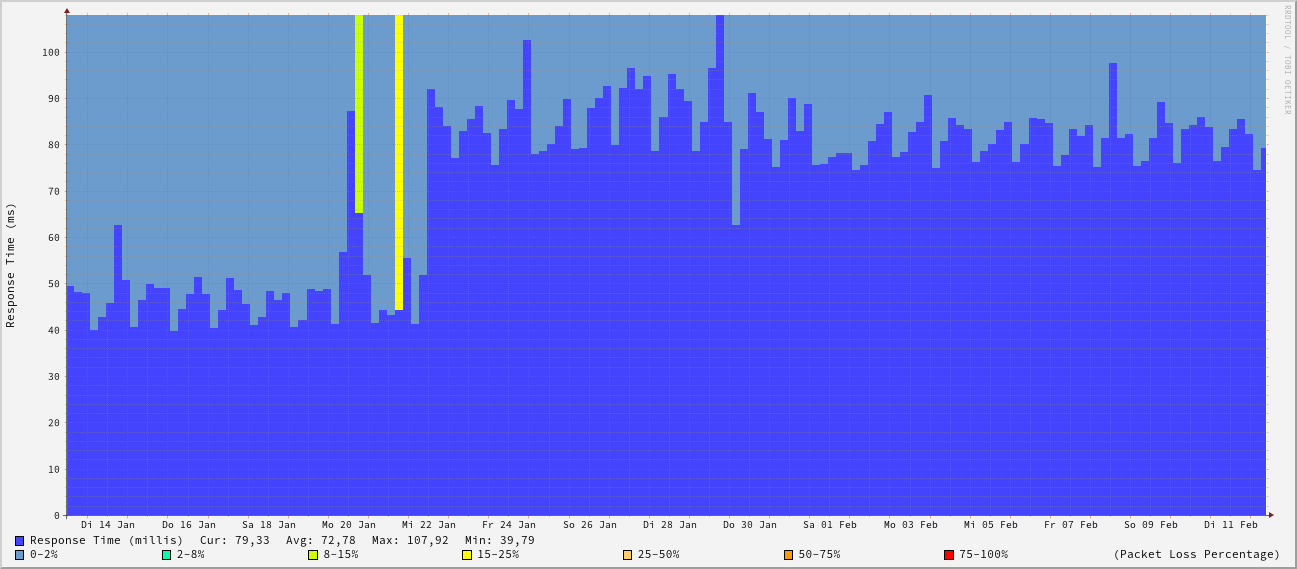 RRDTOOL / TOBI OETIKER
Response Time (ms)
100
90
80
70
60
50
40
30
20
10
0
Di 14 Jan Do 16 Jan Sa 18 Jan Mo 20 Jan Mi 22 Jan Fr 24 Jan So 26 Jan Di 28 Jan Do 30 Jan Sa 01 Feb Mo 03 Feb Mi 05 Feb Fr 07 Feb So 09 Feb Di 11 Feb
Response Time (millis) Cur: 79,33 Avg: 72,78 Max: 107,92 Min: 39,79
0-2% 2-8% 8-15% 15-25% 25-50% 50-75% 75-100% (Packet Loss Percentage)